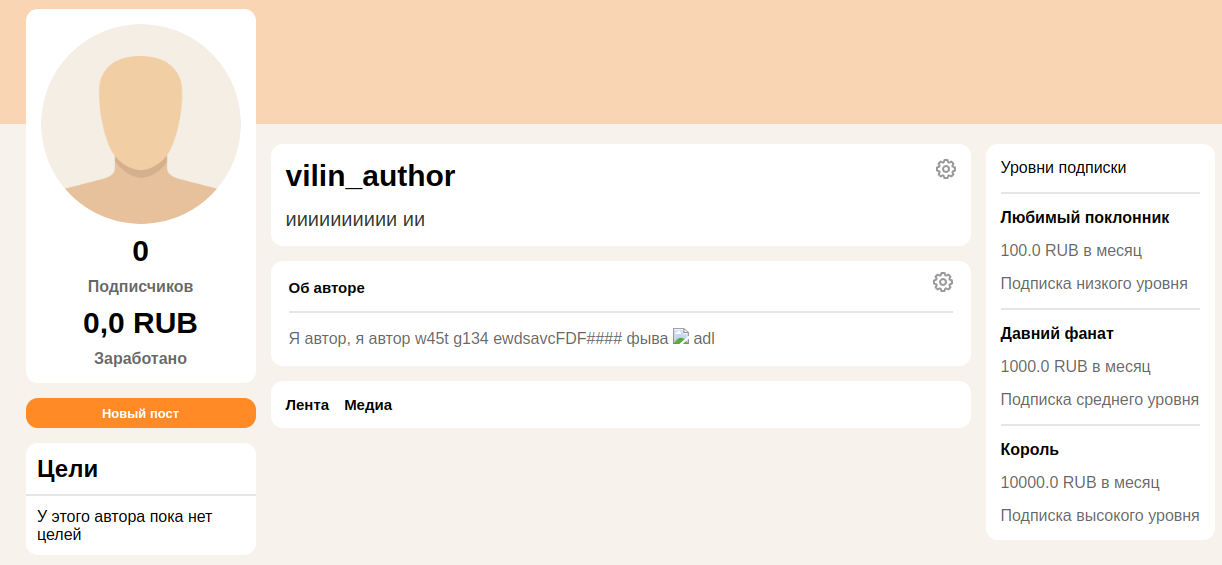 0
Подписчиков
0,0 RUB
Заработано
Новый пост
Цели
У этого автора пока нет
целей
vilin_author
ииииииииии ии
Об авторе
Я автор, я автор w45t g134 ewdsavcFDF#### фыва adl
Лента Медиа
Уровни подписки
Любимый поклонник
100.0 RUB в месяц
Подписка низкого уровня
Давний фанат
1000.0 RUB в месяц
Подписка среднего уровня
Король
10000.0 RUB в месяц
Подписка высокого уровня